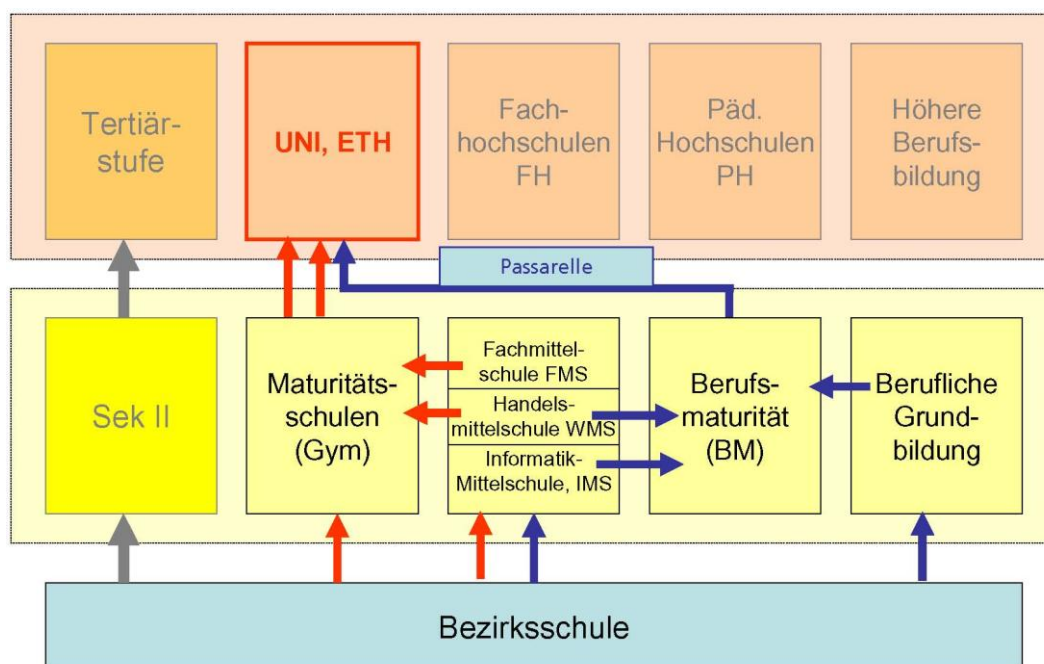 Tertiär-
stufe
UNI, ETH
Fach-
hochschulen
FH
Päd.
Hochschulen
PH
Höhere
Berufs-
bildung
Passarelle
Sek II
Maturitäts-
schulen
(Gym)
Fachmittel-
schule FMS
Handels-
mittelschule WMS
Informatik-
Mittelschule, IMS
Berufs-
maturität
(BM)
Berufliche
Grund-
bildung
Bezirksschule